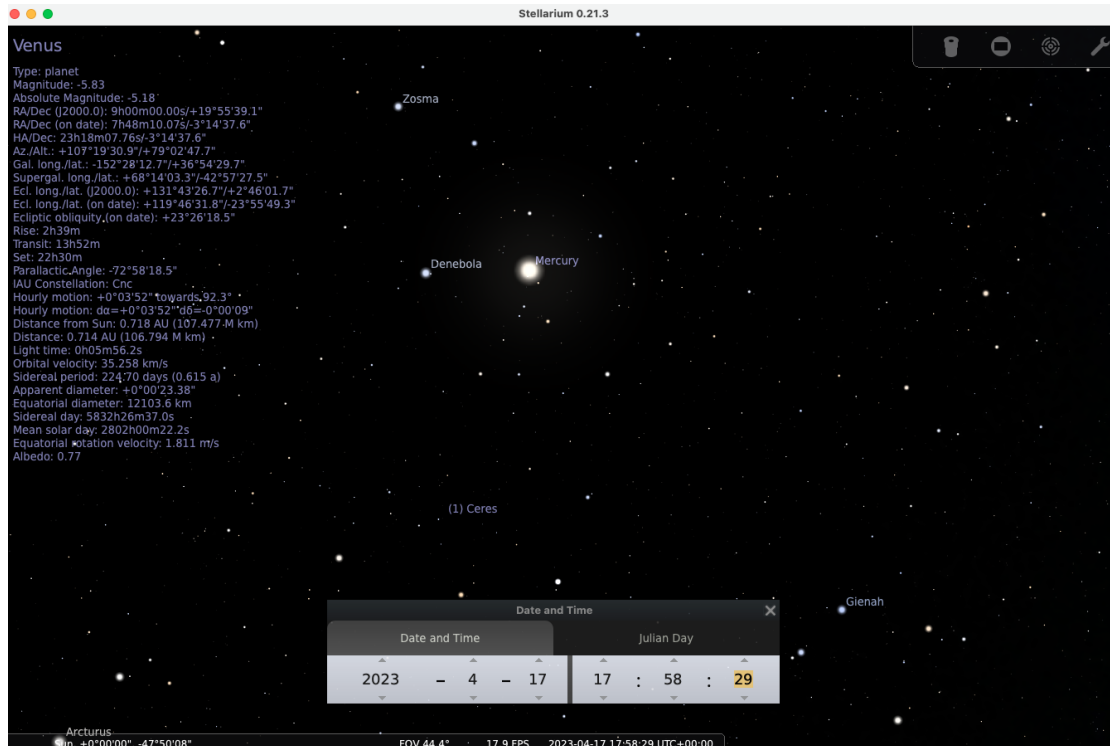 Stellarium 0.21.3
Venus
Type: planet
Magnitude: -5.83
Absolute Magnitude: -5.18
RA/Dec (J2000.0): 9h00m00.00s/+19°55'39.1"
RA/Dec (on date): 7h48m10.07s/-3°14'37.6"
HA/Dec: 23h18m07.76s/-3°14'37.6"
Az./Alt.: +107°19'30.9"/+79°02'47.7"
Gal. long./lat.: -152°28'12.7"/+36°54'29.7"
Supergal. long./lat.: +68°14'03.3"/-42°57'27.5"
Ecl. long./lat. (J2000.0): +131°43'26.7"/+2°46'01.7"
Ecl. long./lat. (on date): +119°46'31.8"/-23°55'49.3"
Ecliptic obliquity (on date): +23°26'18.5"
Rise: 2h39m
Transit: 13h52m
Set: 22h30m
Parallactic Angle: -72°58'18.5"
IAU Constellation: Cnc
Hourly motion: +0°03'52" towards 92.3°
Hourly motion: dα=+0°03'52" dδ=-0°00'09"
Distance from Sun: 0.718 AU (107.477 M km)
Distance: 0.714 AU (106.794 M km)
Light time: 0h05m56.2s
Orbital velocity: 35.258 km/s
Sidereal period: 224.70 days (0.615 a)
Apparent diameter: +0°00'23.38"
Equatorial diameter: 12103.6 km
Sidereal day: 5832h26m37.0s
Mean solar day: 2802h00m22.2s
Equatorial rotation velocity: 1.811 m/s
Albedo: 0.77
Zosma
Denebola
Mercury
(1) Ceres
Gienah
Date and Time
Date and Time
Julian Day
2023 - 4 - 17 17 : 58 : 29
Arcturus
Sun, +0°00'00", -47°50'08" FOV 44.4° 17.9 FPS 2023-04-17 17:58:29 UTC+00:00